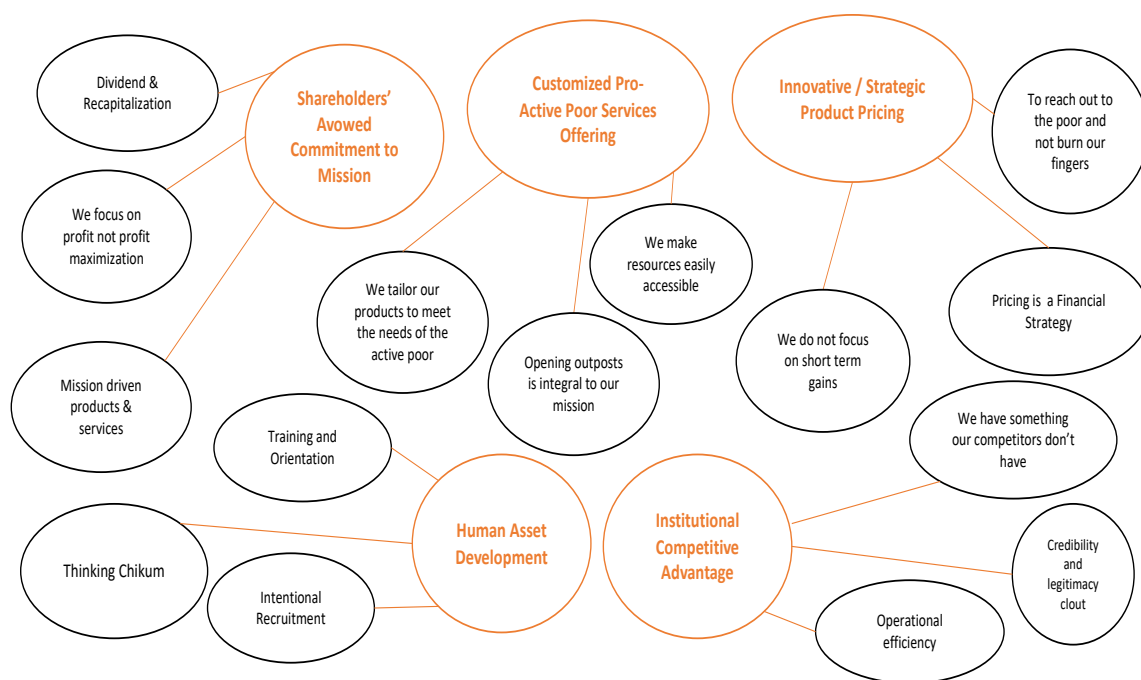 Dividend &
Recapitalization
Shareholders'
Avowed
Commitment to
Mission
Customized Pro-
Active Poor Services
Offering
Innovative / Strategic
Product Pricing
To reach out to
the poor and
not burn our
fingers
We focus on
profit not profit
maximization
We make
resources easily
accessible
We tailor our
products to meet
the needs of the
active poor
Pricing is a Financial
Strategy
We do not focus
on short term
gains
Opening outposts
is integral to our
mission
Mission driven
products &
services
Training and
Orientation
We have something
our competitors don't
have
Human Asset
Development
Institutional
Competitive
Advantage
Thinking Chikum
Intentional
Recruitment
Credibility
and
legitimacy
clout
Operational
efficiency